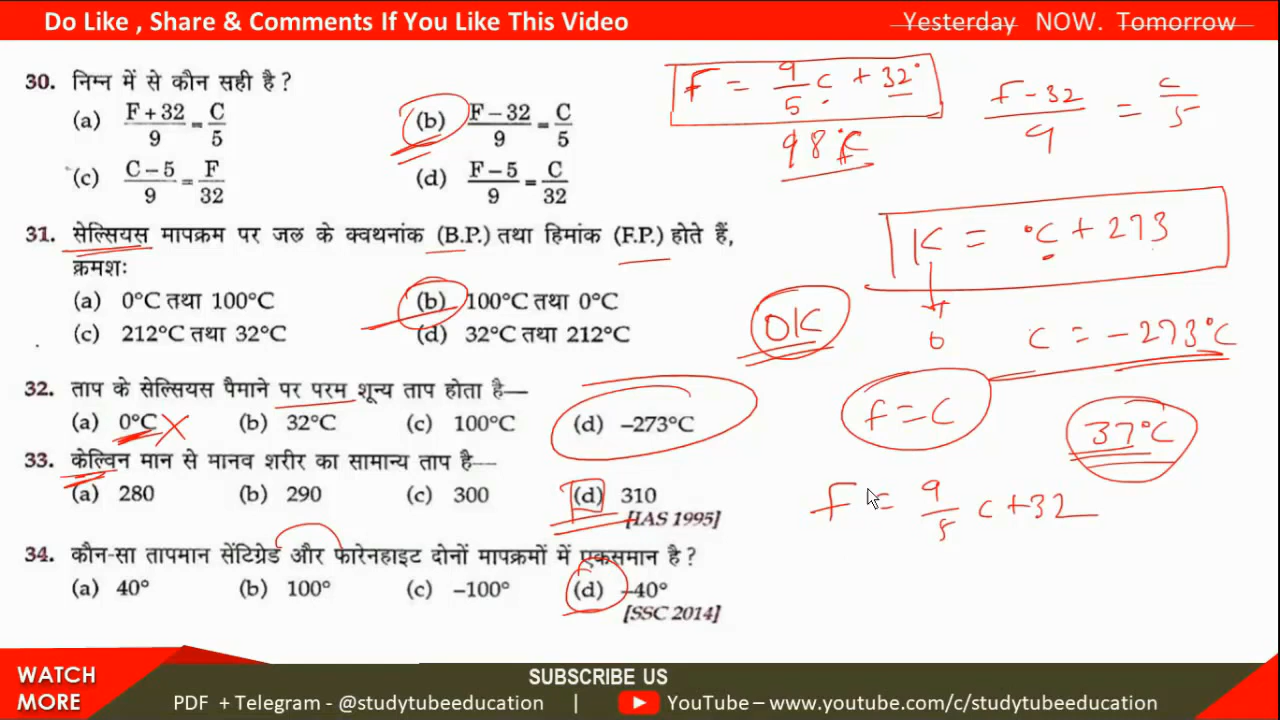 Do Like , Share & Comments If You Like This Video
Yesterday NOW. Tomorrow
30. निम्न में से कौन सही है ?
(a) F + 32 / 9 = C / 5 (b) F − 32 / 9 = C / 5
(c) C − 5 / 9 = F / 32 (d) F − 5 / 9 = C / 32
31. सेल्सियस मापक्रम पर जल के क्वथनांक (B.P.) तथा हिमांक (F.P.) होते हैं,
क्रमशः
(a) 0°C तथा 100°C (b) 100°C तथा 0°C
(c) 212°C तथा 32°C (d) 32°C तथा 212°C
32. ताप के सेल्सियस पैमाने पर परम शून्य ताप होता है—
(a) 0°C (b) 32°C (c) 100°C (d) −273°C
33. केल्विन मान से मानव शरीर का सामान्य ताप है—
(a) 280 (b) 290 (c) 300 (d) 310
[IAS 1995]
34. कौन-सा तापमान सेंटिग्रेड और फारेनहाइट दोनों मापक्रमों में एकसमान है ?
(a) 40° (b) 100° (c) −100° (d) −40°
[SSC 2014]
F = 9/5 C + 32°
98°F
F − 32 / 9 = C / 5
K = °C + 273
0
OK
C = −273°C
F = C
37°C
F = 9/5 C + 32
WATCH
MORE
SUBSCRIBE US
PDF + Telegram - @studytubeeducation | YouTube – www.youtube.com/c/studytubeeducation